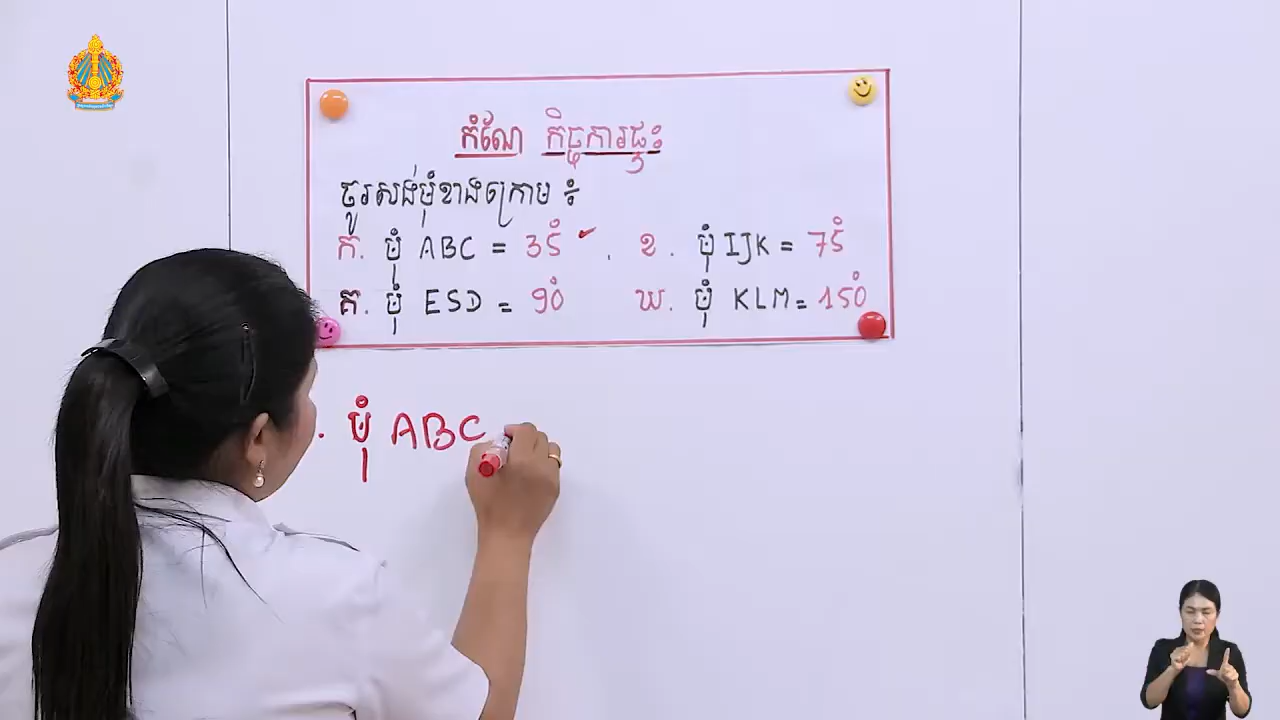 កំណែ កិច្ចការផ្ទះ
ចូរសង់មុំខាងក្រោម ៖
ក. មុំ ABC = 35° ✓ . ខ. មុំ IJK = 75°
គ. មុំ ESD = 90° ឃ. មុំ KLM = 150°
. មុំ ABC